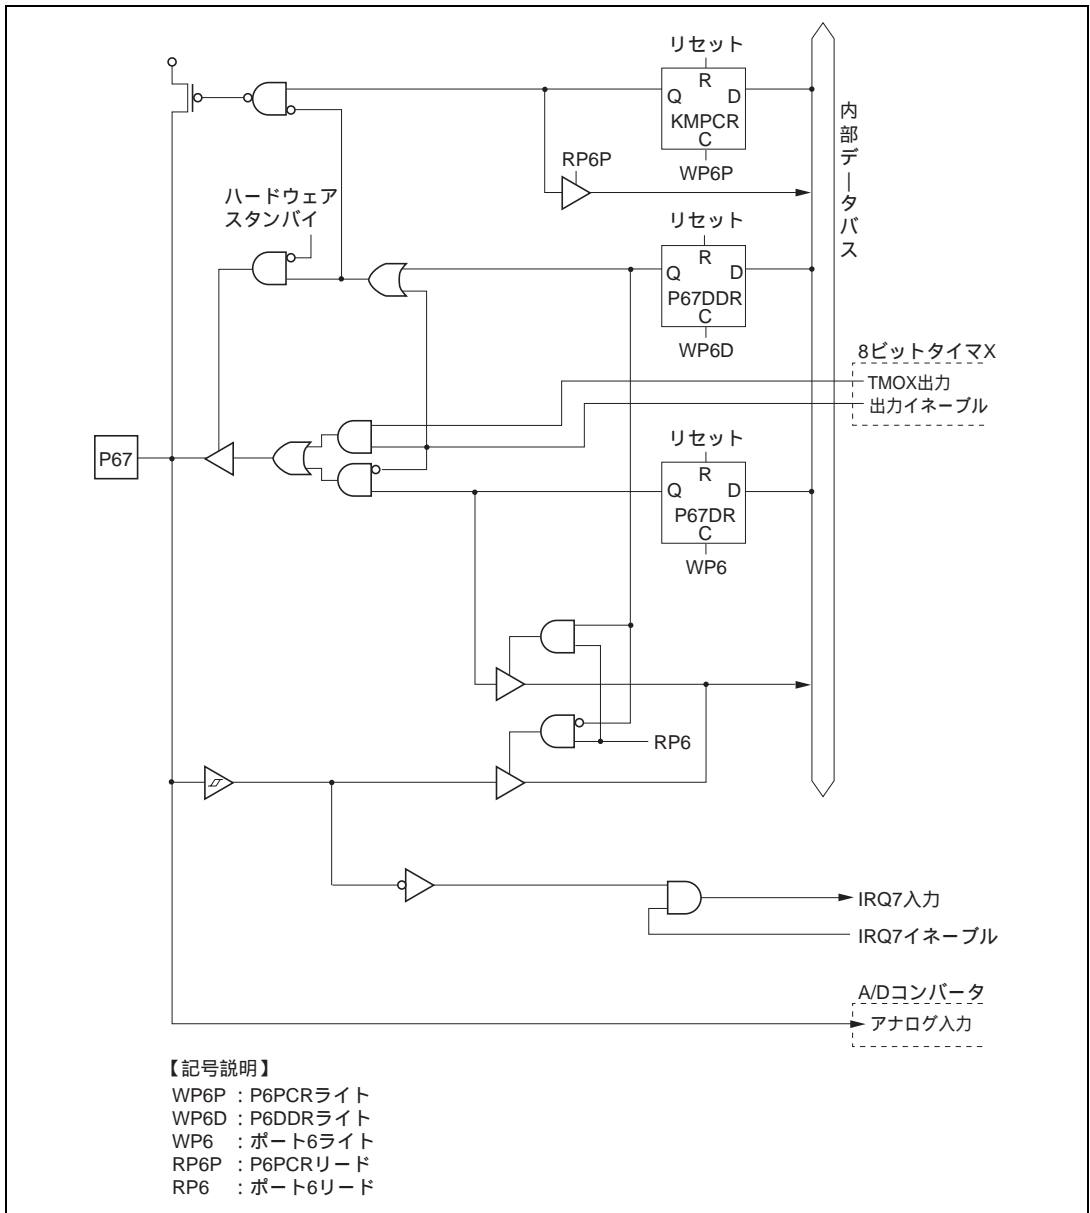 リセット
R
Q D
KMPCR
C
WP6P
RP6P
内部データバス
ハードウェア
スタンバイ
リセット
R
Q D
P67DDR
C
WP6D
8ビットタイマX
TMOX出力
出力イネーブル
P67
リセット
R
Q D
P67DR
C
WP6
RP6
IRQ7入力
IRQ7イネーブル
A/Dコンバータ
アナログ入力
【記号説明】
WP6P :P6PCRライト
WP6D :P6DDRライト
WP6 :ポート6ライト
RP6P :P6PCRリード
RP6 :ポート6リード